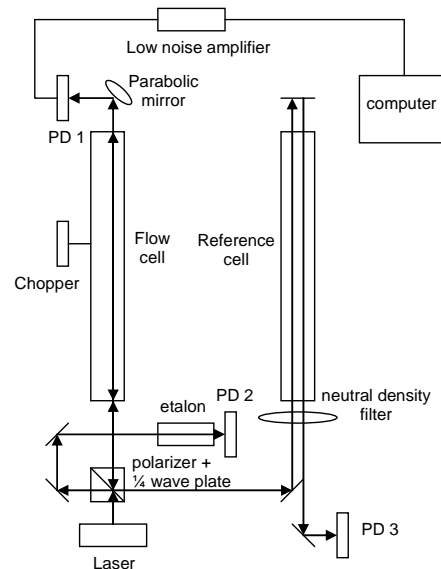 Low noise amplifier
Parabolic
mirror
computer
PD 1
Flow
cell
Reference
cell
Chopper
PD 2
etalon
neutral density
filter
polarizer +
¼ wave plate
PD 3
Laser